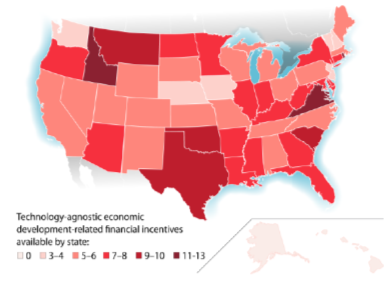 Technology-agnostic economic
development-related financial incentives
available by state:
0 3-4 5-6 7-8 9-10 11-13